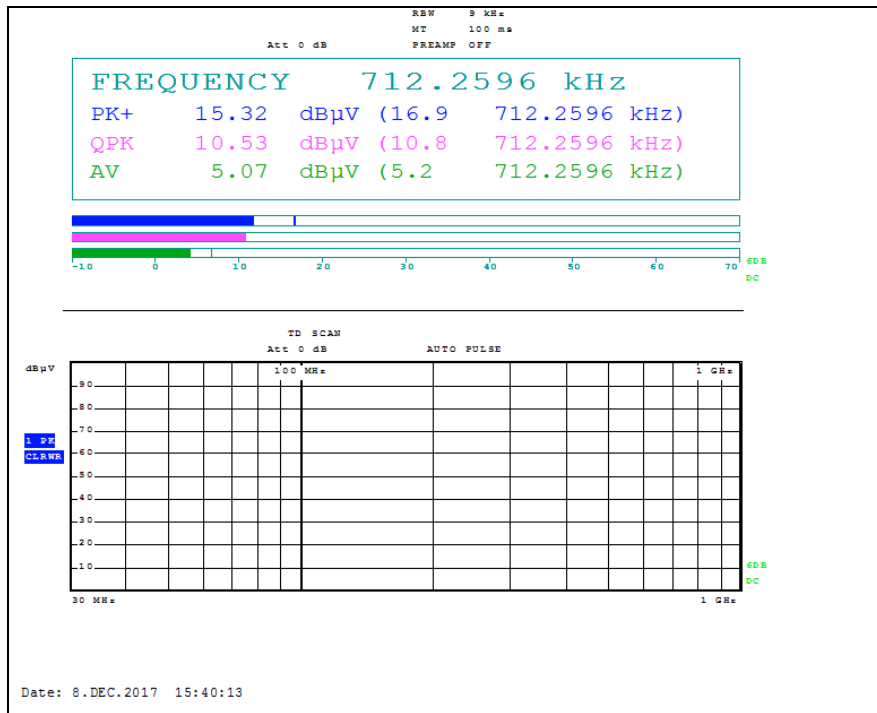 RBW 9 kHz
MT 100 ms
Att 0 dB PREAMP OFF
FREQUENCY 712.2596 kHz
PK+ 15.32 dBµV (16.9 712.2596 kHz)
QPK 10.53 dBµV (10.8 712.2596 kHz)
AV 5.07 dBµV (5.2 712.2596 kHz)
-10 0 10 20 30 40 50 60 70
6DB
DC
TD SCAN
Att 0 dB AUTO PULSE
dBµV
100 MHz 1 GHz
90
80
70
1 PK
CLRWR
60
50
40
30
20
10
6DB
DC
30 MHz 1 GHz
Date: 8.DEC.2017 15:40:13